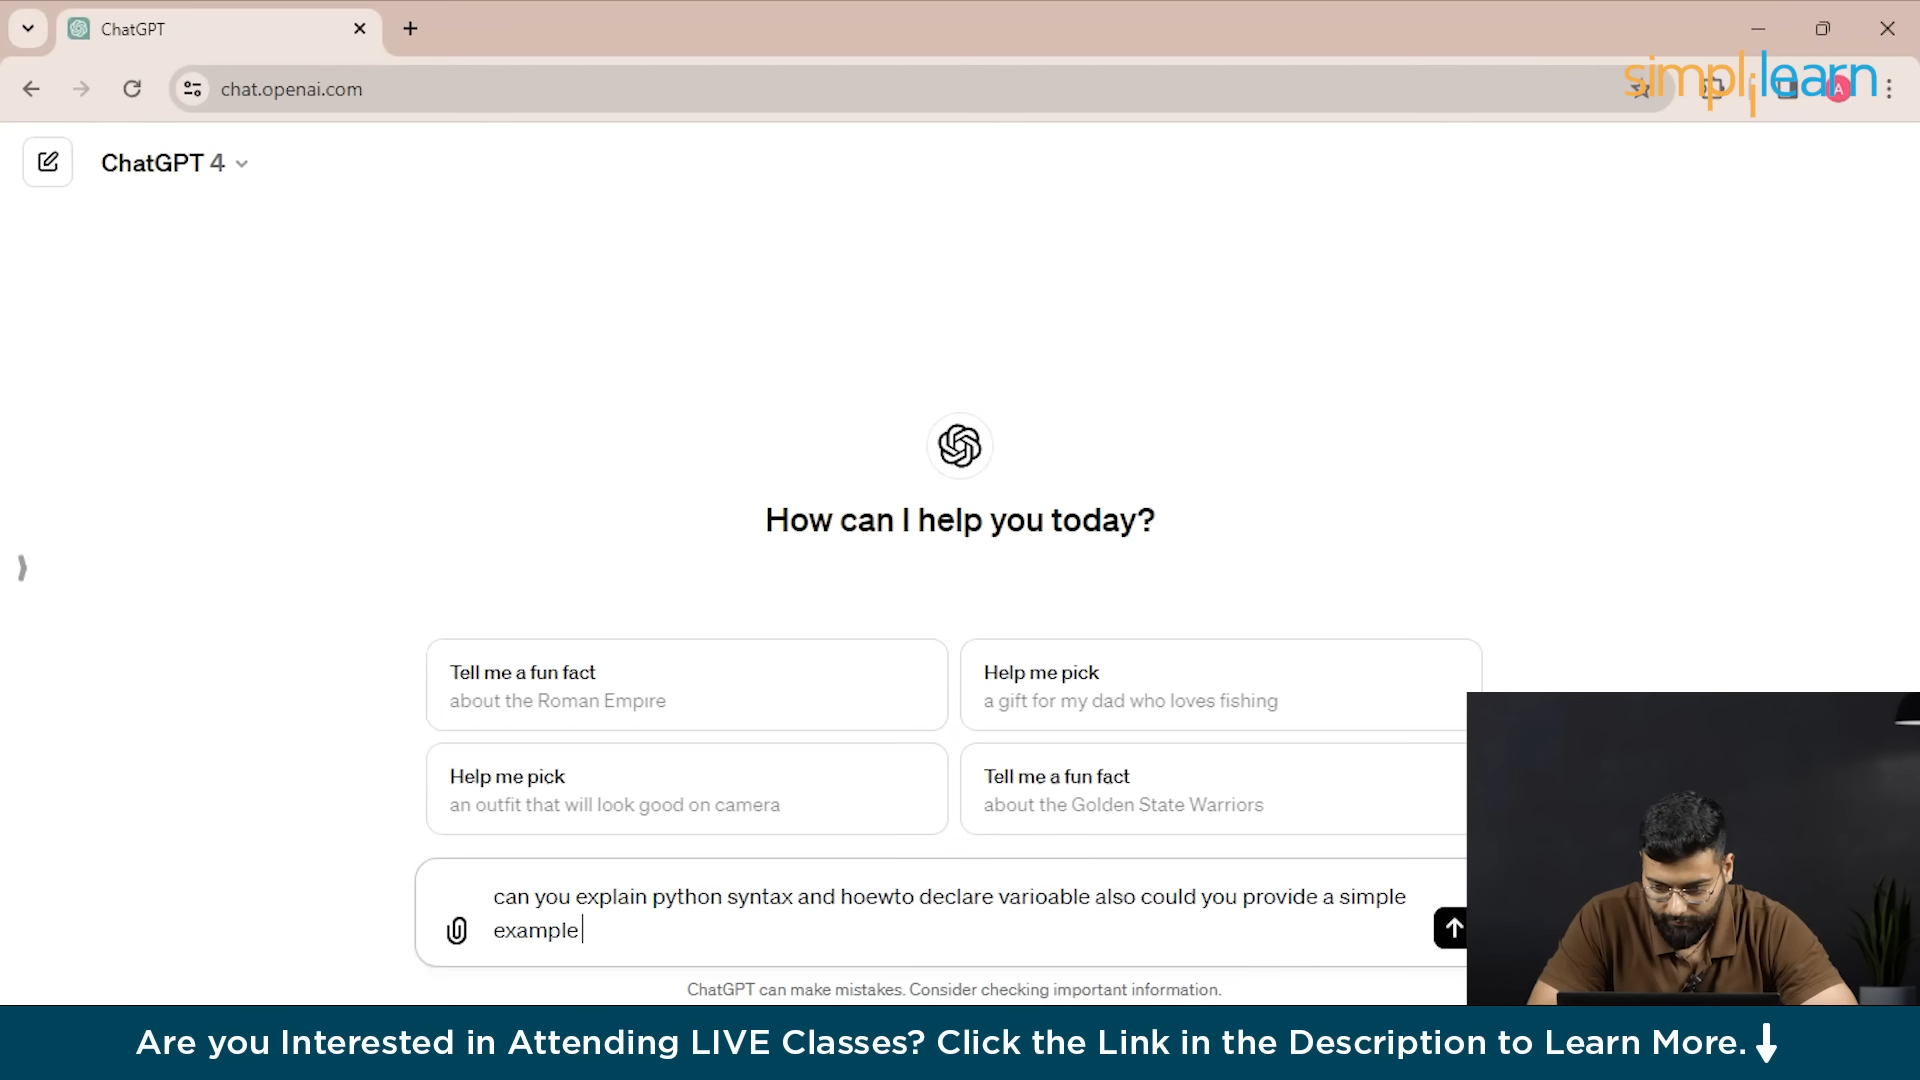 ChatGPT
chat.openai.com
simplilearn
A
ChatGPT 4
How can I help you today?
Tell me a fun fact
about the Roman Empire
Help me pick
a gift for my dad who loves fishing
Help me pick
an outfit that will look good on camera
Tell me a fun fact
about the Golden State Warriors
can you explain python syntax and hoewto declare varioable also could you provide a simple
example
ChatGPT can make mistakes. Consider checking important information.
Are you Interested in Attending LIVE Classes? Click the Link in the Description to Learn More.